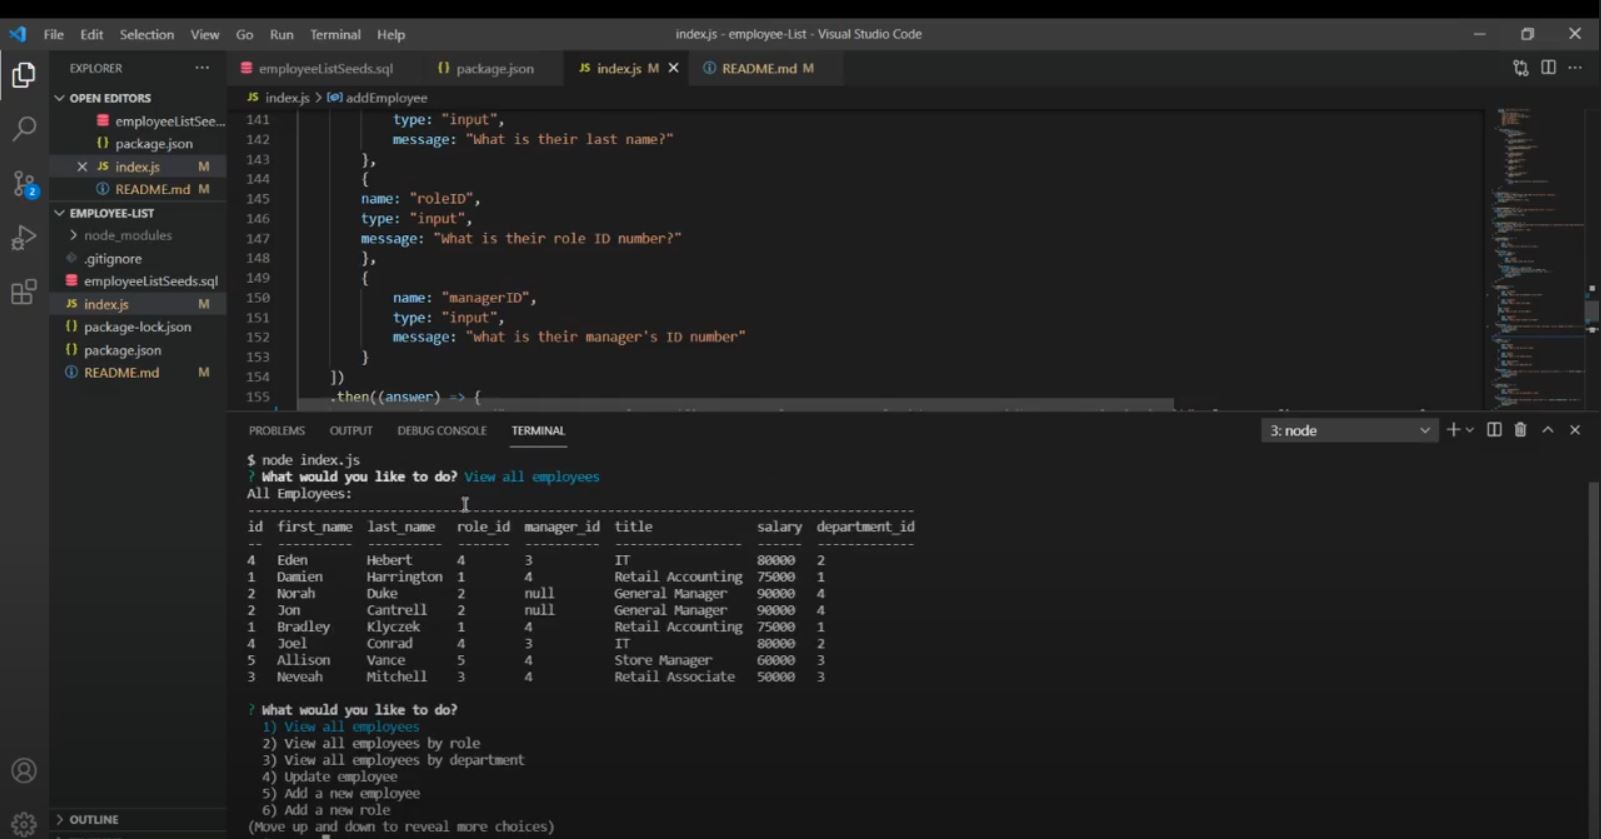 File Edit Selection View Go Run Terminal Help
index.js - employee-List - Visual Studio Code
EXPLORER
OPEN EDITORS
employeeListSee...
package.json
index.js M
README.md M
EMPLOYEE-LIST
node_modules
.gitignore
employeeListSeeds.sql
index.js M
package-lock.json
package.json
README.md M
OUTLINE
2
employeeListSeeds.sql {} package.json JS index.js M README.md M
JS index.js > addEmployee
141 type: "input",
142 message: "What is their last name?"
143 },
144 {
145 name: "roleID",
146 type: "input",
147 message: "What is their role ID number?"
148 },
149 {
150 name: "managerID",
151 type: "input",
152 message: "what is their manager's ID number"
153 }
154 ])
155 .then((answer) => {
PROBLEMS OUTPUT DEBUG CONSOLE TERMINAL
3: node
$ node index.js
? What would you like to do? View all employees
All Employees:
id first_name last_name role_id manager_id title salary department_id
4 Eden Hebert 4 3 IT 80000 2
1 Damien Harrington 1 4 Retail Accounting 75000 1
2 Norah Duke 2 null General Manager 90000 4
2 Jon Cantrell 2 null General Manager 90000 4
1 Bradley Klyczek 1 4 Retail Accounting 75000 1
4 Joel Conrad 4 3 IT 80000 2
5 Allison Vance 5 4 Store Manager 60000 3
3 Neveah Mitchell 3 4 Retail Associate 50000 3
? What would you like to do?
1) View all employees
2) View all employees by role
3) View all employees by department
4) Update employee
5) Add a new employee
6) Add a new role
(Move up and down to reveal more choices)